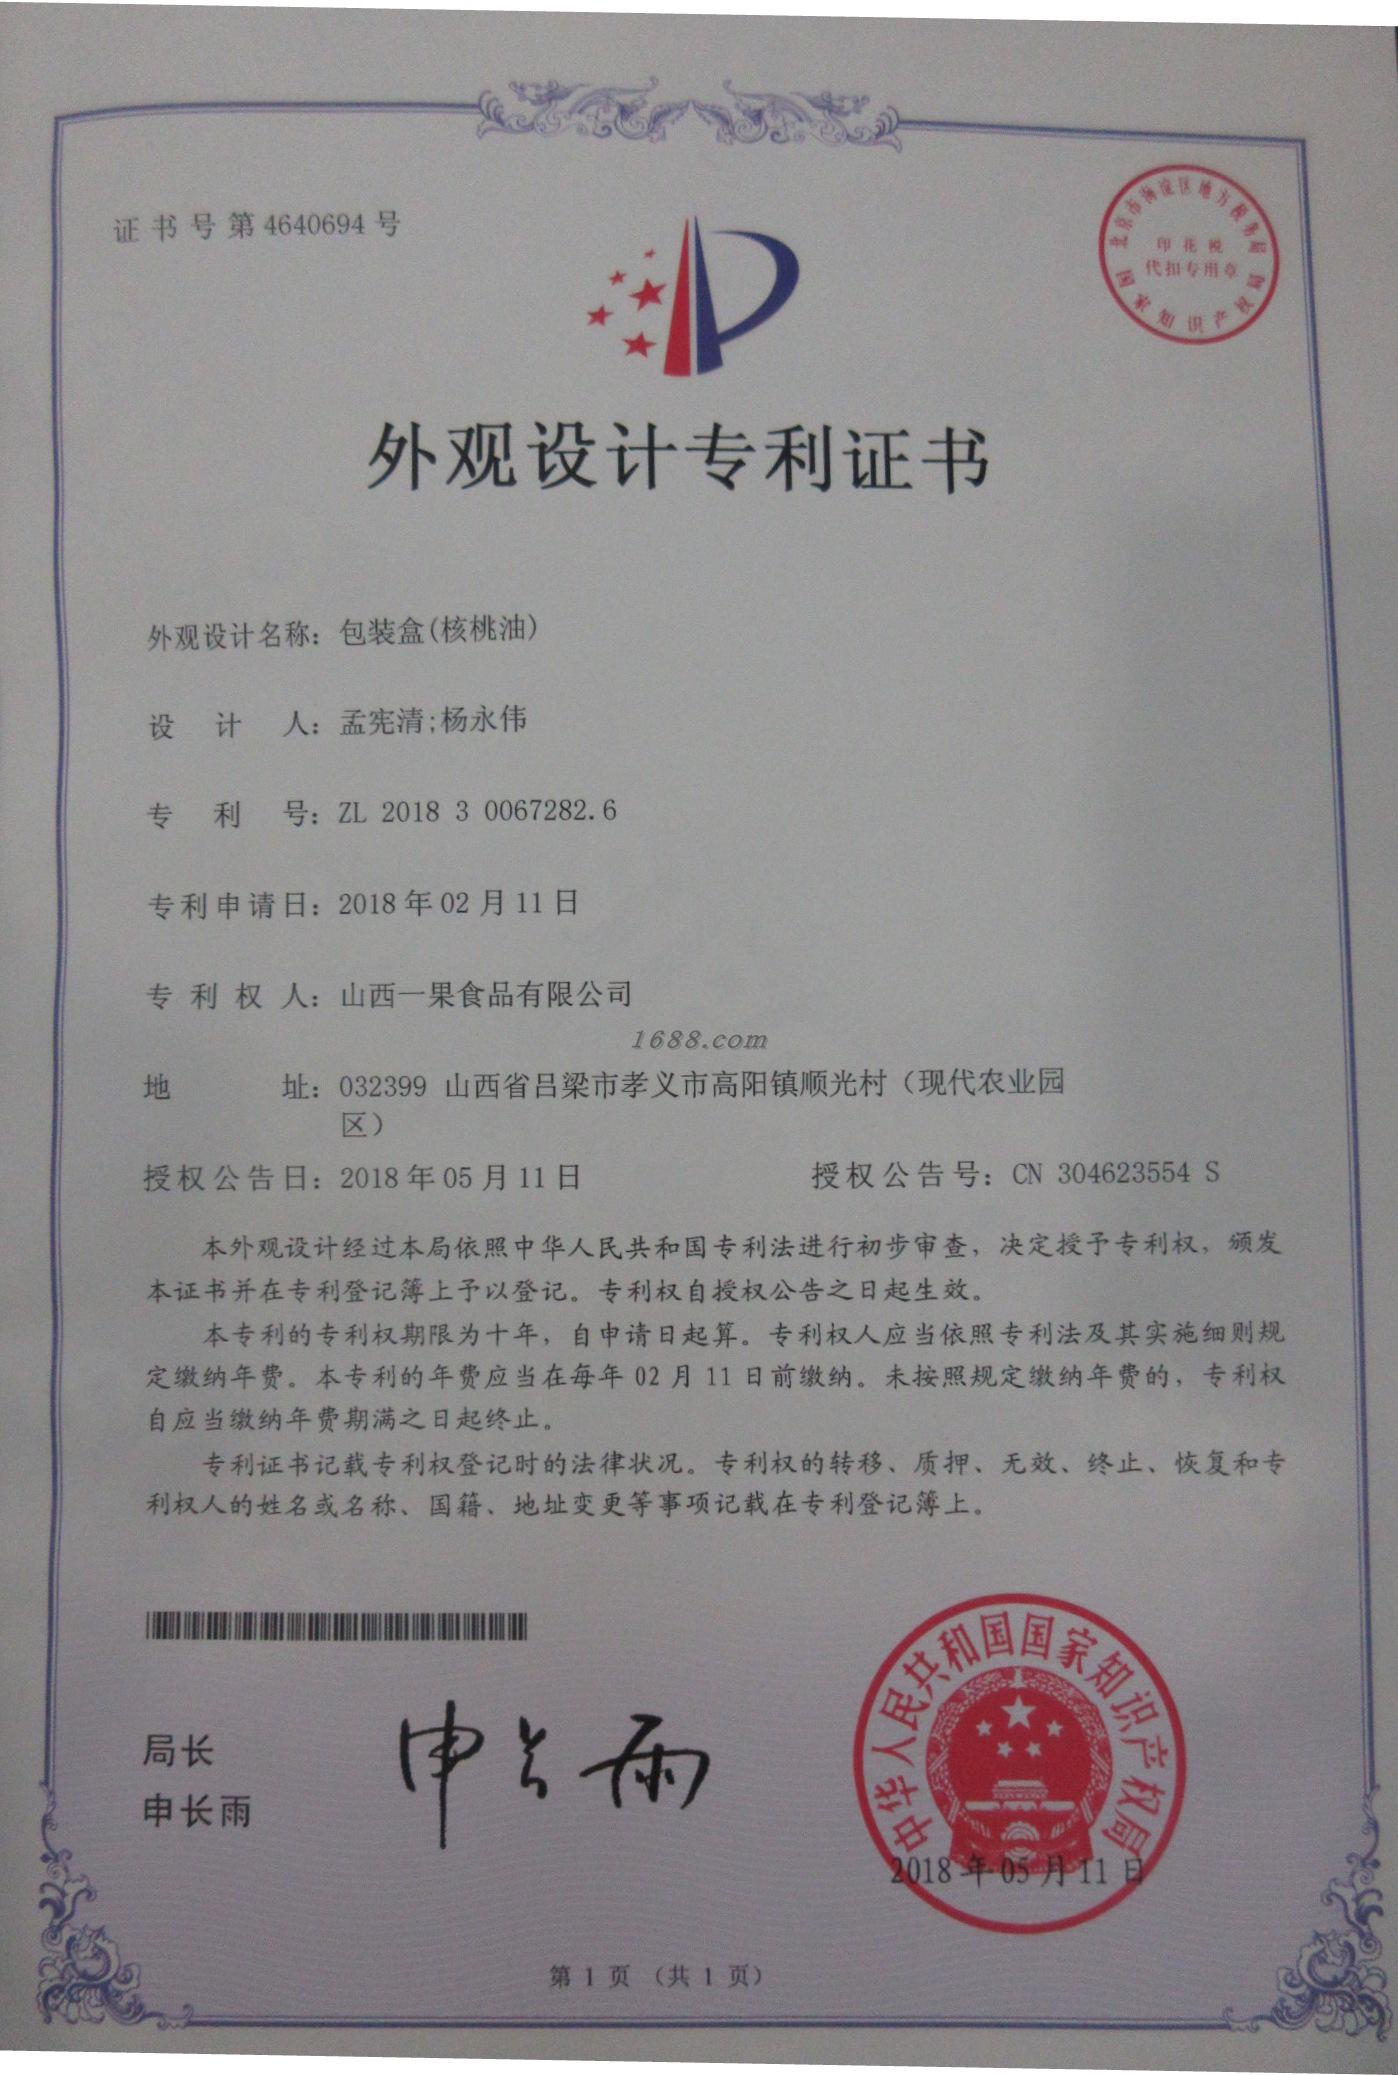 证书号第4640694号
北京市海淀区地方税务局
印花税
代扣专用章
国家知识产权局
外观设计专利证书
外观设计名称：包装盒(核桃油)
设计人：孟宪清;杨永伟
专利号：ZL 2018 3 0067282.6
专利申请日：2018年02月11日
专利权人：山西一果食品有限公司
1688.com
地址：032399 山西省吕梁市孝义市高阳镇顺光村（现代农业园
区）
授权公告日：2018年05月11日 授权公告号：CN 304623554 S
本外观设计经过本局依照中华人民共和国专利法进行初步审查，决定授予专利权，颁发
本证书并在专利登记簿上予以登记。专利权自授权公告之日起生效。
本专利的专利权期限为十年，自申请日起算。专利权人应当依照专利法及其实施细则规
定缴纳年费。本专利的年费应当在每年02月11日前缴纳。未按照规定缴纳年费的，专利权
自应当缴纳年费期满之日起终止。
专利证书记载专利权登记时的法律状况。专利权的转移、质押、无效、终止、恢复和专
利权人的姓名或名称、国籍、地址变更等事项记载在专利登记簿上。
局长
申长雨
申长雨
中华人民共和国国家知识产权局
2018年05月11日
第1页（共1页）